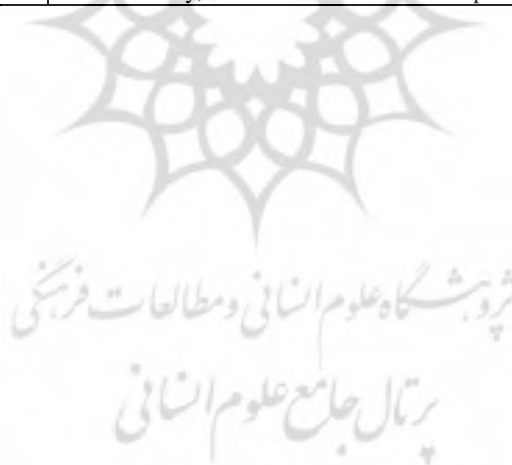 پژوهشگاه علوم انسانی و مطالعات فرهنگی
پرتال جامع علوم انسانی